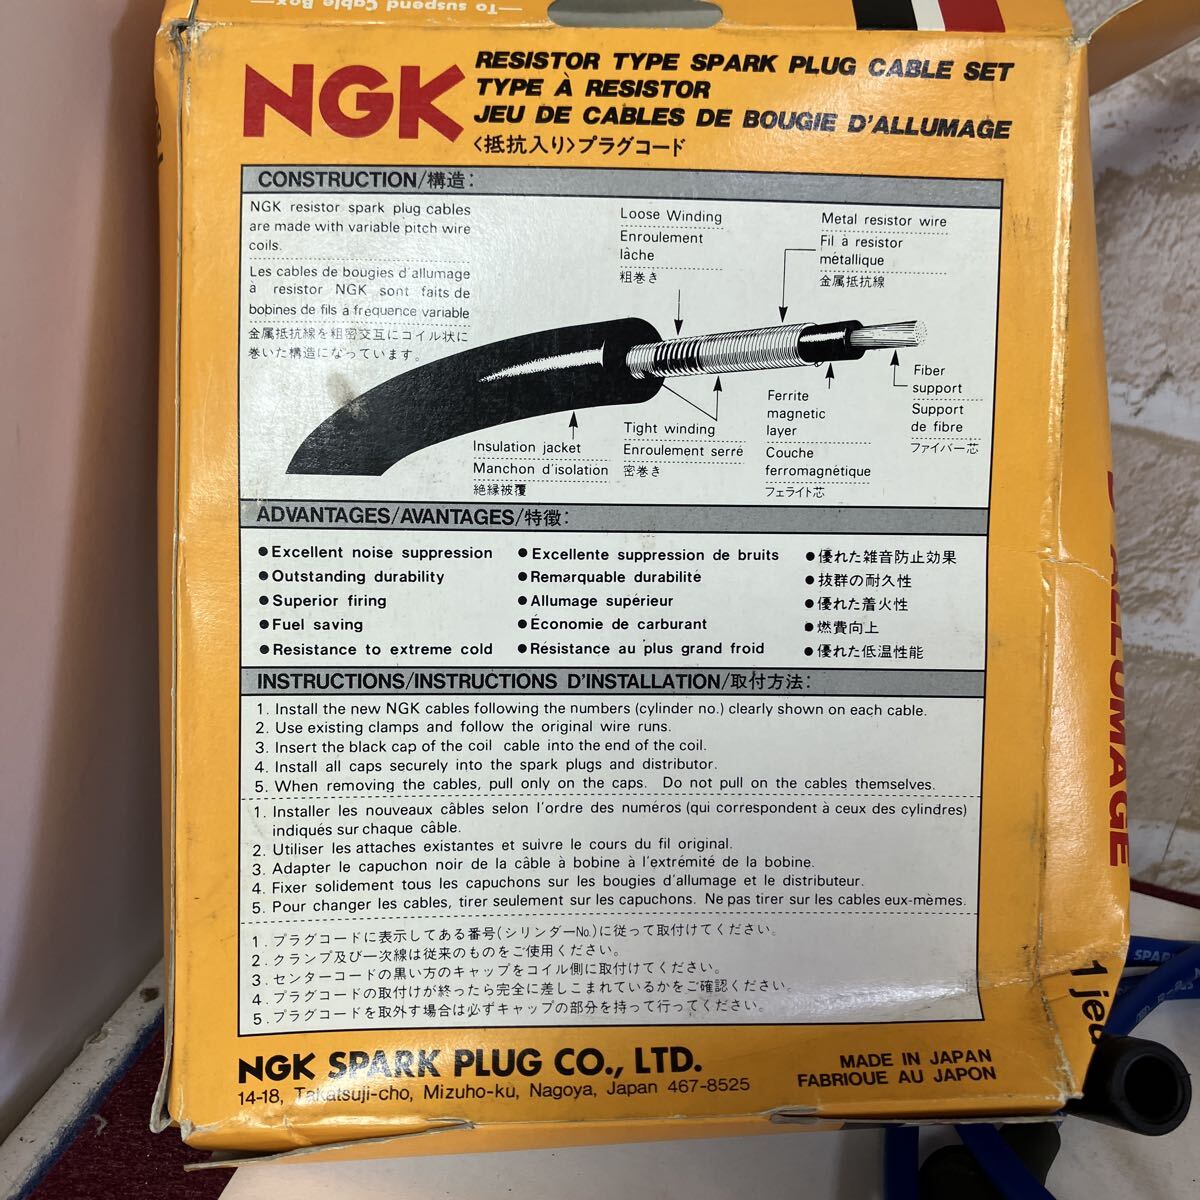 —To suspend Cable Box—
NGK
RESISTOR TYPE SPARK PLUG CABLE SET
TYPE À RESISTOR
JEU DE CABLES DE BOUGIE D'ALLUMAGE
〈抵抗入り〉プラグコード
CONSTRUCTION/構造:
NGK resistor spark plug cables
are made with variable pitch wire
coils.
Les cables de bougies d'allumage
à resistor NGK sont faits de
bobines de fils à fréquence variable
金属抵抗線を粗密交互にコイル状に
巻いた構造になっています。
Loose Winding
Enroulement
lâche
粗巻き
Metal resistor wire
Fil à resistor
métallique
金属抵抗線
Fiber
support
Support
de fibre
ファイバー芯
Ferrite
magnetic
layer
Couche
ferromagnétique
フェライト芯
Tight winding
Enroulement serré
密巻き
Insulation jacket
Manchon d'isolation
絶縁被覆
ADVANTAGES/AVANTAGES/特徴:
●Excellent noise suppression
●Outstanding durability
●Superior firing
●Fuel saving
●Resistance to extreme cold
●Excellente suppression de bruits
●Remarquable durabilité
●Allumage supérieur
●Économie de carburant
●Résistance au plus grand froid
●優れた雑音防止効果
●抜群の耐久性
●優れた着火性
●燃費向上
●優れた低温性能
INSTRUCTIONS/INSTRUCTIONS D'INSTALLATION/取付方法:
1. Install the new NGK cables following the numbers (cylinder no.) clearly shown on each cable.
2. Use existing clamps and follow the original wire runs.
3. Insert the black cap of the coil cable into the end of the coil.
4. Install all caps securely into the spark plugs and distributor.
5. When removing the cables, pull only on the caps. Do not pull on the cables themselves.
1. Installer les nouveaux câbles selon l'ordre des numéros (qui correspondent à ceux des cylindres)
indiqués sur chaque câble.
2. Utiliser les attaches existantes et suivre le cours du fil original.
3. Adapter le capuchon noir de la câble à bobine à l'extrémité de la bobine.
4. Fixer solidement tous les capuchons sur les bougies d'allumage et le distributeur.
5. Pour changer les cables, tirer seulement sur les capuchons. Ne pas tirer sur les cables eux-mèmes.
1. プラグコードに表示してある番号(シリンダーNo.)に従って取付けてください。
2. クランプ及び一次線は従来のものをご使用ください。
3. センターコードの黒い方のキャップをコイル側に取付けてください。
4. プラグコードの取付けが終ったら完全に差しこまれているかをご確認ください。
5. プラグコードを取外す場合は必ずキャップの部分を持って行ってください。
NGK SPARK PLUG CO., LTD.
14-18, Takatsuji-cho, Mizuho-ku, Nagoya, Japan 467-8525
MADE IN JAPAN
FABRIQUE AU JAPON
D'ALLUMAGE
1 jeu
SPARK